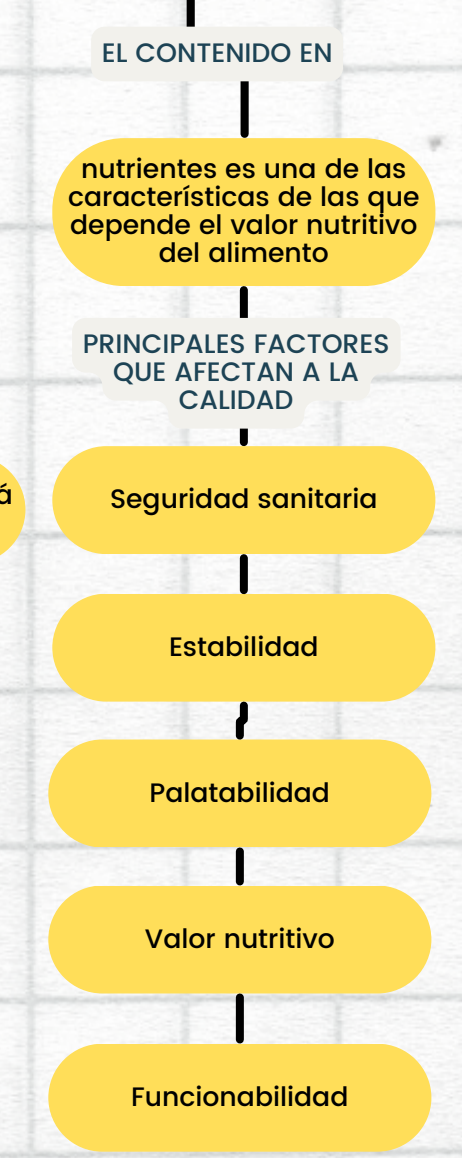 EL CONTENIDO EN
nutrientes es una de las
características de las que
depende el valor nutritivo
del alimento
PRINCIPALES FACTORES
QUE AFECTAN A LA
CALIDAD
á
Seguridad sanitaria
Estabilidad
Palatabilidad
Valor nutritivo
Funcionabilidad